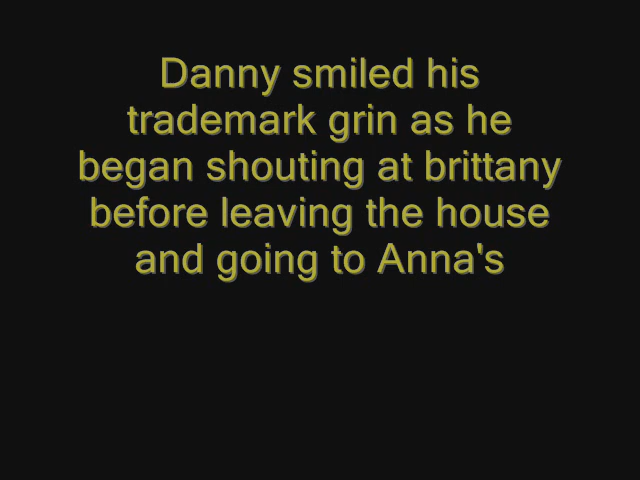 Danny smiled his
trademark grin as he
began shouting at brittany
before leaving the house
and going to Anna's